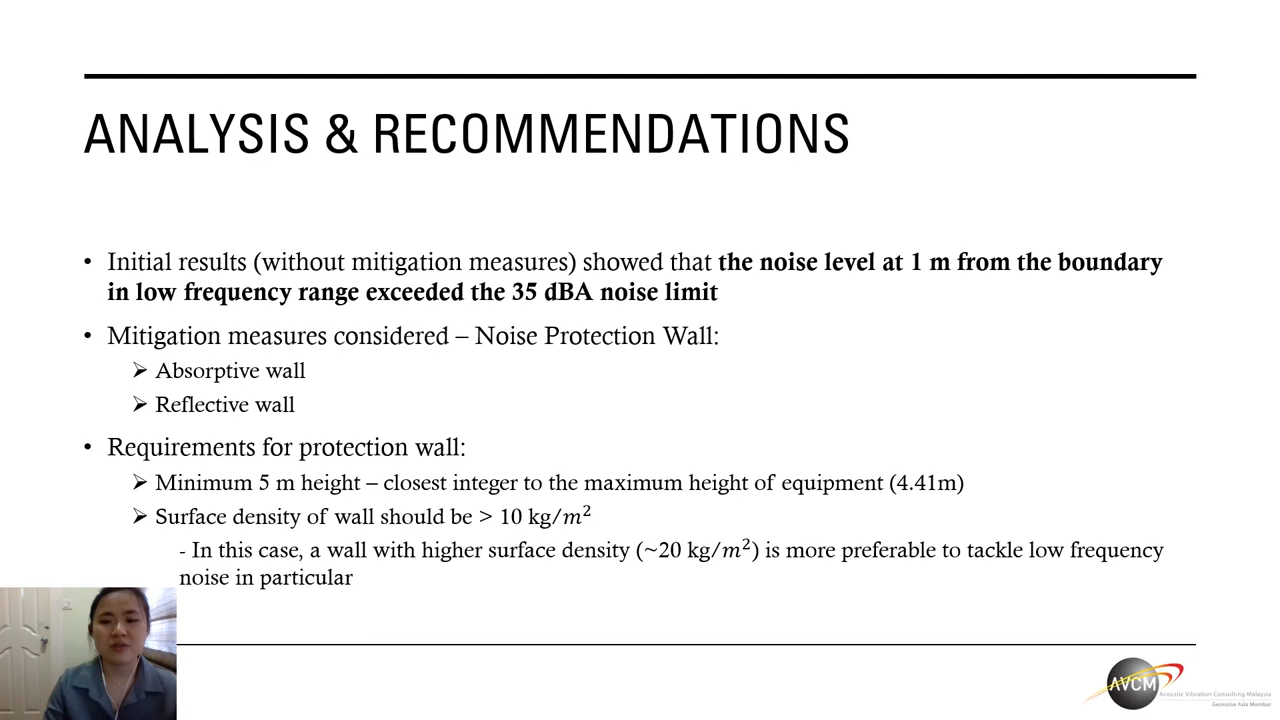 ANALYSIS & RECOMMENDATIONS
• Initial results (without mitigation measures) showed that the noise level at 1 m from the boundary
in low frequency range exceeded the 35 dBA noise limit
• Mitigation measures considered – Noise Protection Wall:
➢ Absorptive wall
➢ Reflective wall
• Requirements for protection wall:
➢ Minimum 5 m height – closest integer to the maximum height of equipment (4.41m)
➢ Surface density of wall should be > 10 kg/m²
- In this case, a wall with higher surface density (~20 kg/m²) is more preferable to tackle low frequency
noise in particular
AVCM
Acoustic Vibration Consulting Malaysia
Geonoise Asia Member